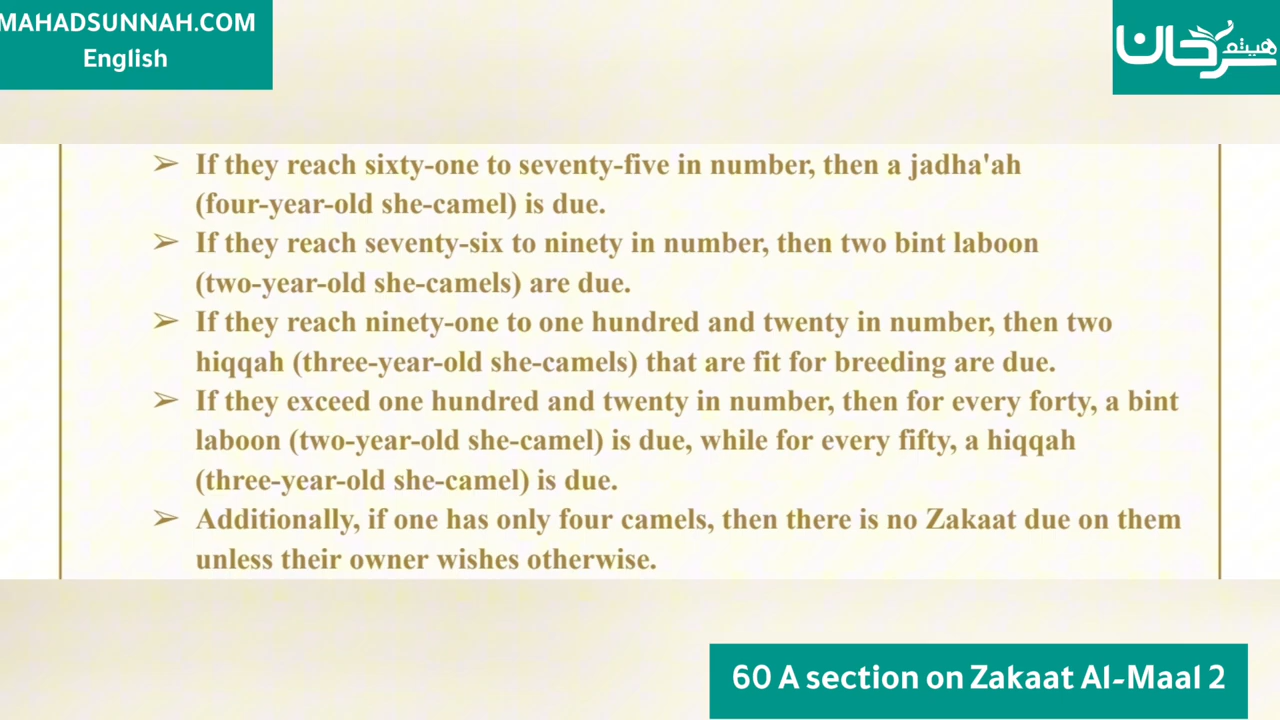 MAHADSUNNAH.COM
English
هيثم
سرحان
➢ If they reach sixty-one to seventy-five in number, then a jadha'ah
(four-year-old she-camel) is due.
➢ If they reach seventy-six to ninety in number, then two bint laboon
(two-year-old she-camels) are due.
➢ If they reach ninety-one to one hundred and twenty in number, then two
hiqqah (three-year-old she-camels) that are fit for breeding are due.
➢ If they exceed one hundred and twenty in number, then for every forty, a bint
laboon (two-year-old she-camel) is due, while for every fifty, a hiqqah
(three-year-old she-camel) is due.
➢ Additionally, if one has only four camels, then there is no Zakaat due on them
unless their owner wishes otherwise.
60 A section on Zakaat Al-Maal 2